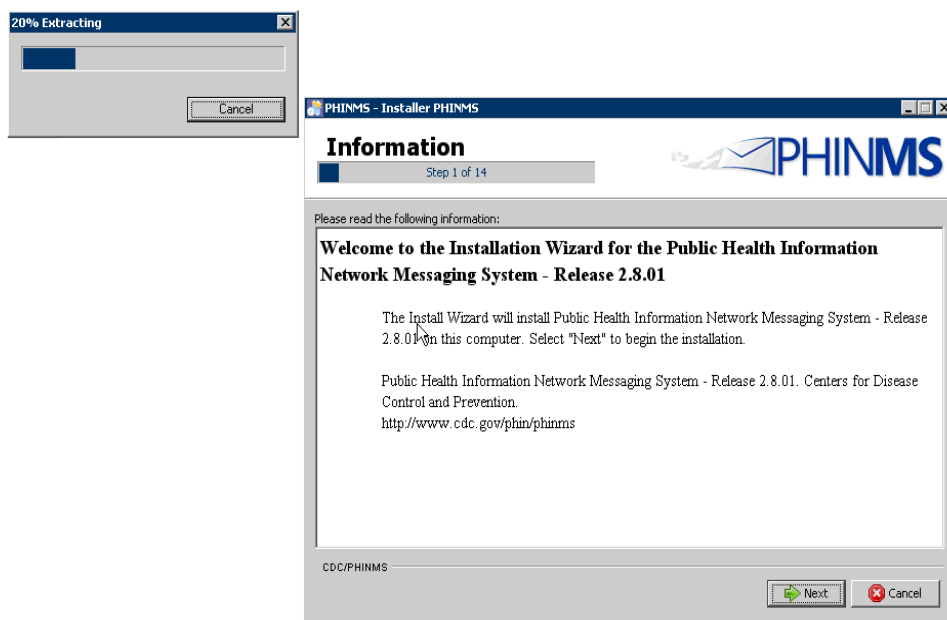 20% Extracting
Cancel
PHINMS - Installer PHINMS
Information
Step 1 of 14
PHINMS
Please read the following information:
Welcome to the Installation Wizard for the Public Health Information
Network Messaging System - Release 2.8.01
The Install Wizard will install Public Health Information Network Messaging System - Release
2.8.01 on this computer. Select "Next" to begin the installation.
Public Health Information Network Messaging System - Release 2.8.01. Centers for Disease
Control and Prevention.
http://www.cdc.gov/phin/phinms
CDC/PHINMS
Next
Cancel